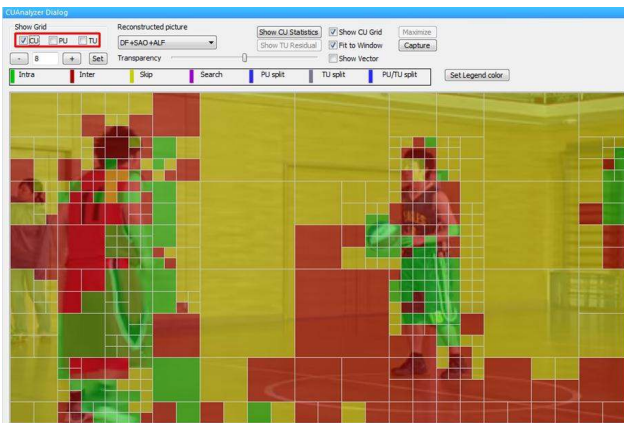 CUAnalyzer Dialog
Show Grid
CU PU TU
- 8 + Set
Reconstructed picture
DF+SAO+ALF
Transparency
Show CU Statistics
Show TU Residual
Show CU Grid
Fit to Window
Show Vector
Maximize
Capture
Intra Inter Skip Search PU split TU split PU/TU split
Set Legend color